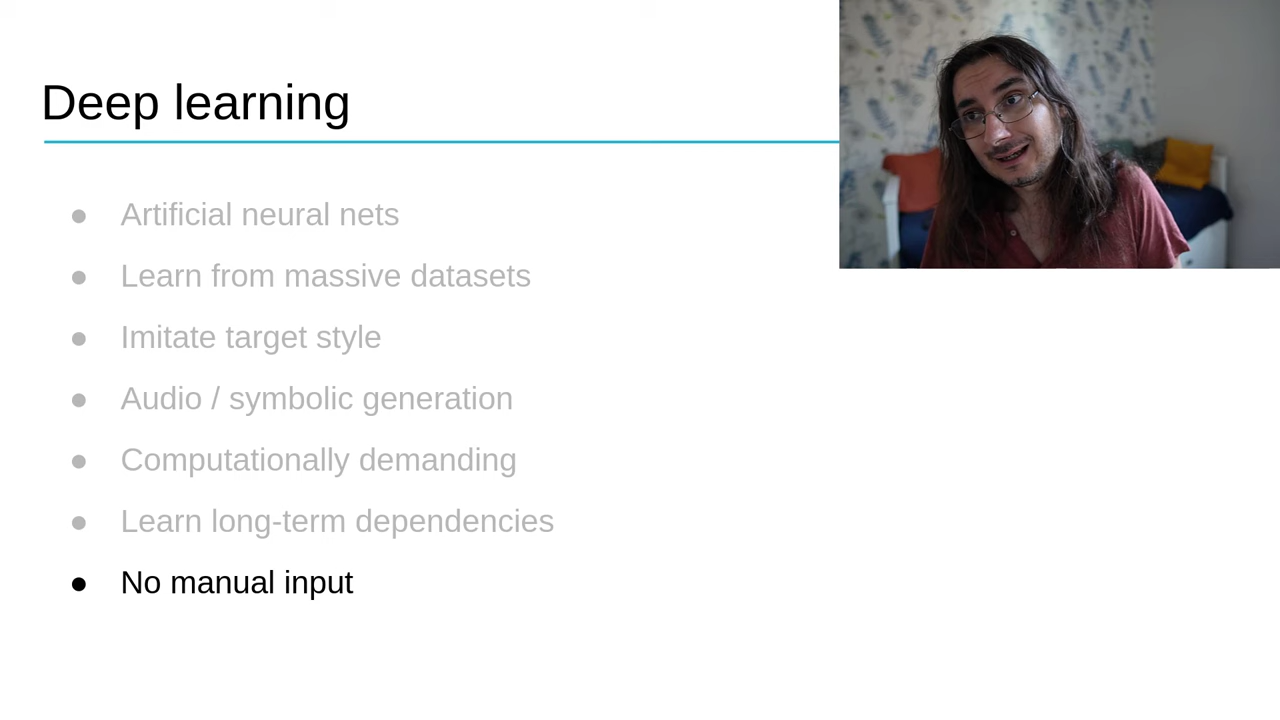 Deep learning
● Artificial neural nets
● Learn from massive datasets
● Imitate target style
● Audio / symbolic generation
● Computationally demanding
● Learn long-term dependencies
● No manual input